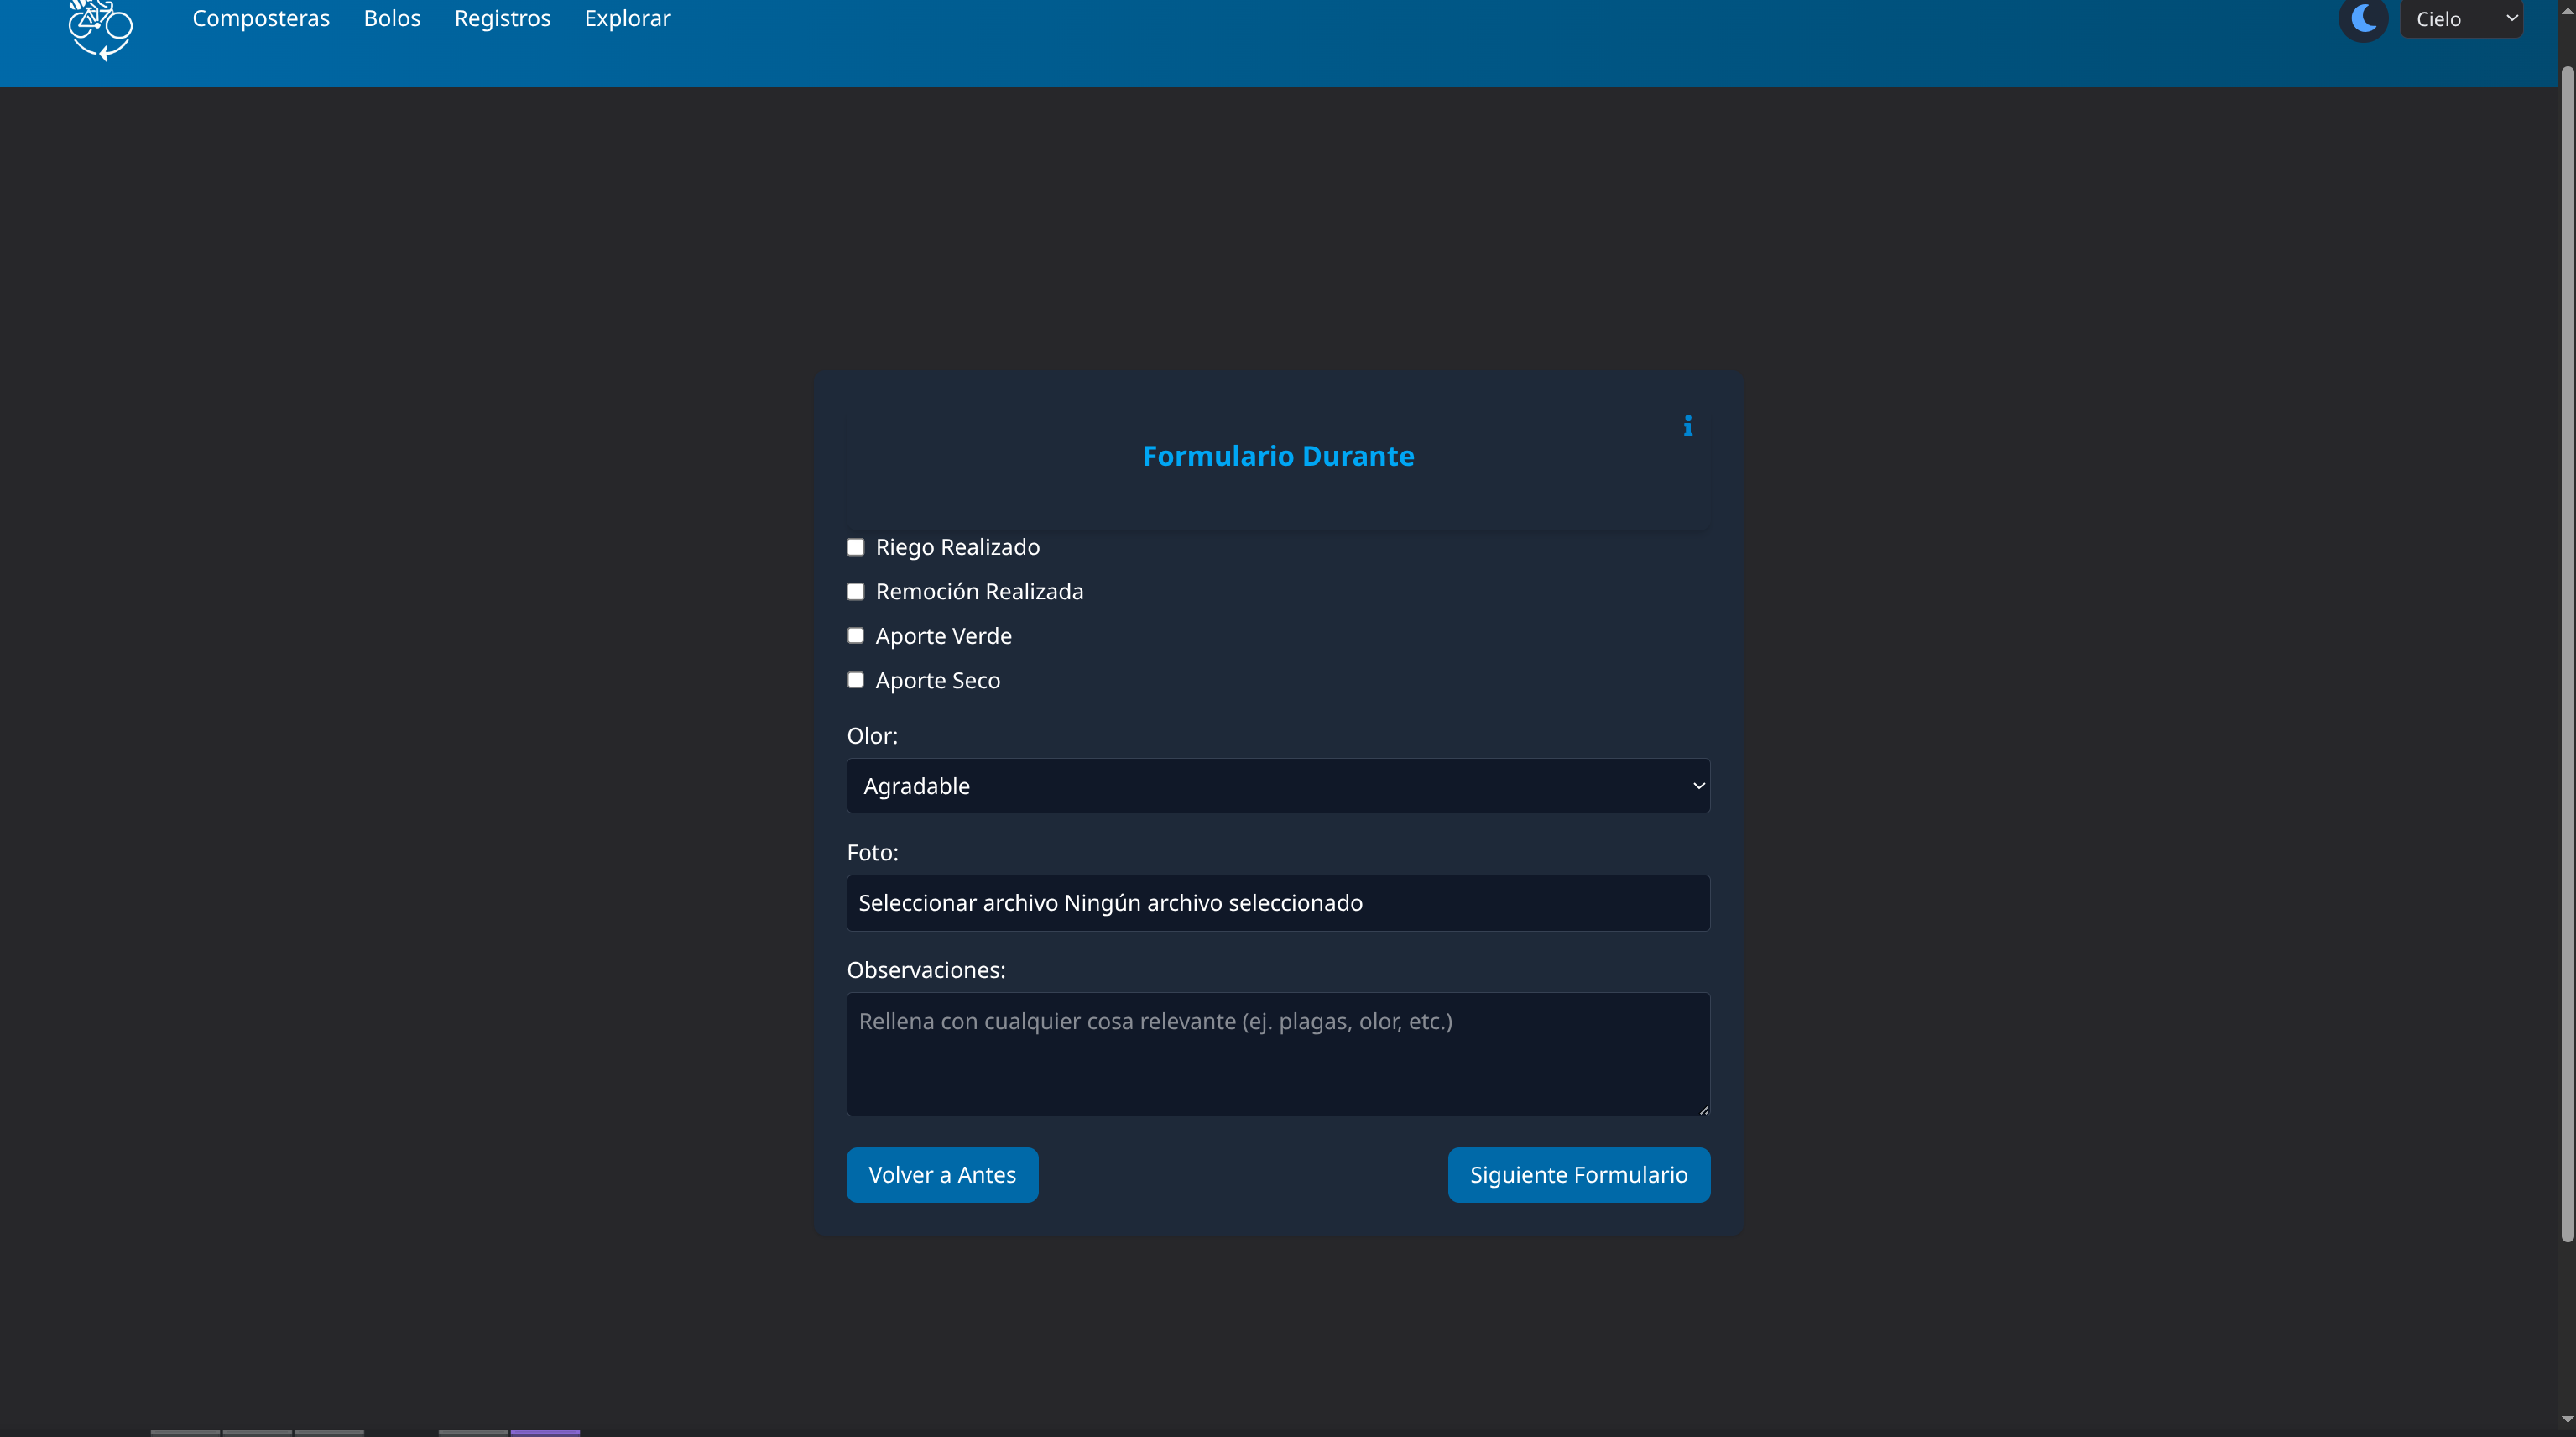 Composteras Bolos Registros Explorar Cielo
Formulario Durante
Riego Realizado
Remoción Realizada
Aporte Verde
Aporte Seco
Olor:
Agradable
Foto:
Seleccionar archivo Ningún archivo seleccionado
Observaciones:
Rellena con cualquier cosa relevante (ej. plagas, olor, etc.)
Volver a Antes Siguiente Formulario